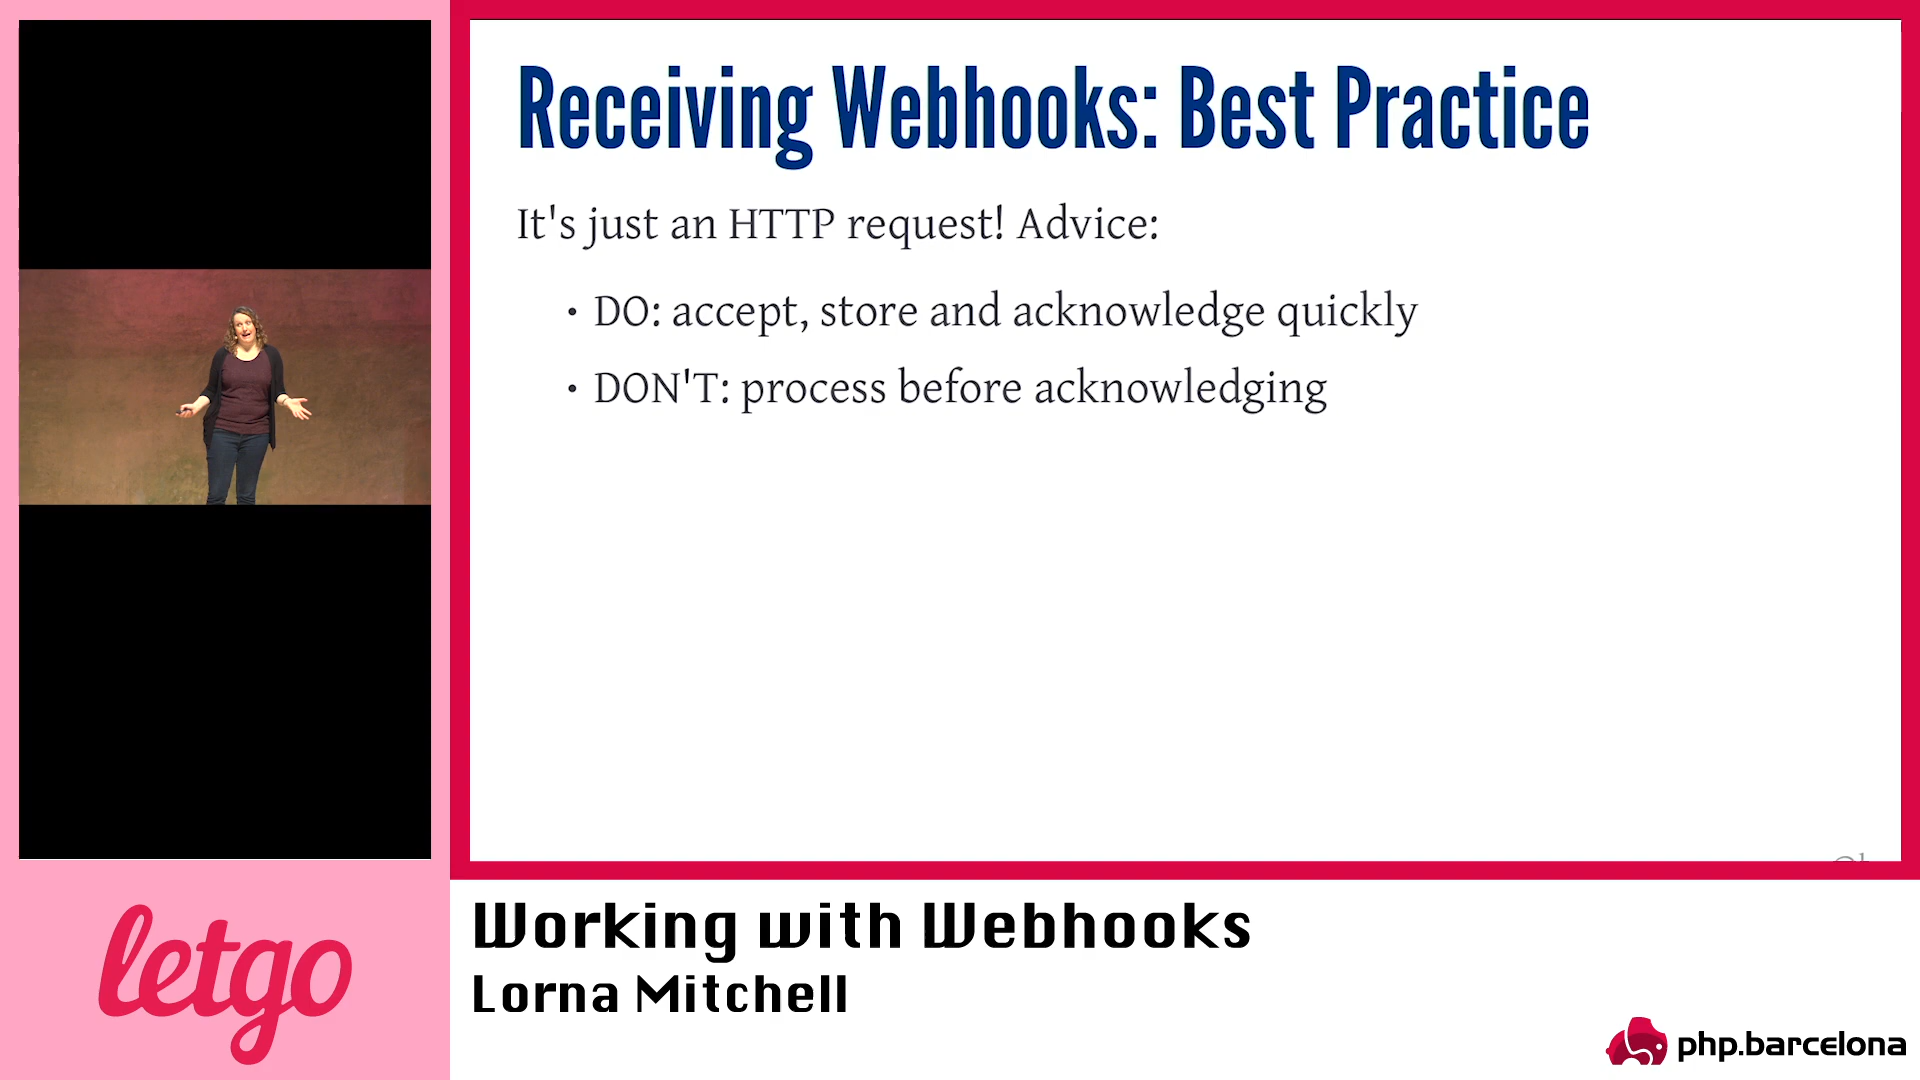 Receiving Webhooks: Best Practice
It's just an HTTP request! Advice:
• DO: accept, store and acknowledge quickly
• DON'T: process before acknowledging
letgo
Working with Webhooks
Lorna Mitchell
php.barcelona